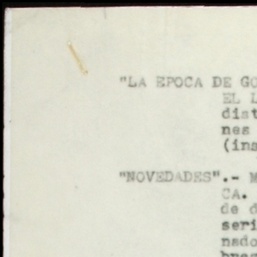 "LA EPOCA DE GO
EL L
dist
nes
(ins
"NOVEDADES".- M
CA.
de d
seri
nado